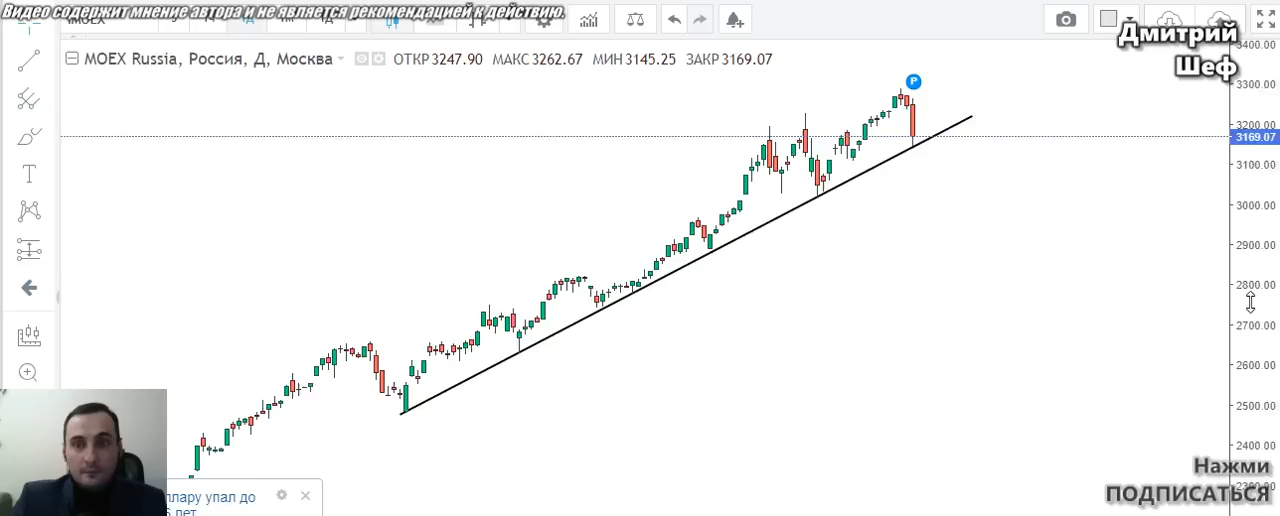 Видео содержит мнение автора и не является рекомендацией к действию.
Дмитрий
Шеф
MOEX Russia, Россия, Д, Москва ОТКР 3247.90 МАКС 3262.67 МИН 3145.25 ЗАКР 3169.07
P
3400.00
3300.00
3200.00
3169.07
3100.00
3000.00
2900.00
2800.00
2700.00
2600.00
2500.00
2400.00
T
ллару упал до
лет
Нажми
ПОДПИСАТЬСЯ